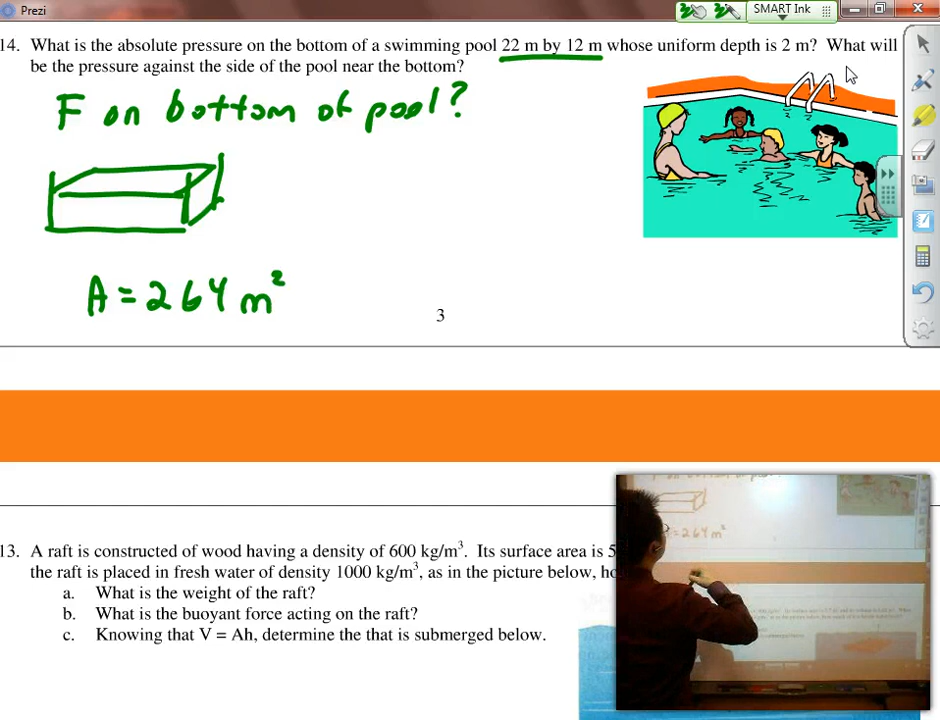 Prezi
SMART Ink
14. What is the absolute pressure on the bottom of a swimming pool 22 m by 12 m whose uniform depth is 2 m? What will
be the pressure against the side of the pool near the bottom?
F on bottom of pool?
A = 264 m²
3
13. A raft is constructed of wood having a density of 600 kg/m³. Its surface area is 5
the raft is placed in fresh water of density 1000 kg/m³, as in the picture below, ho
a. What is the weight of the raft?
b. What is the buoyant force acting on the raft?
c. Knowing that V = Ah, determine the that is submerged below.
= 264 m²